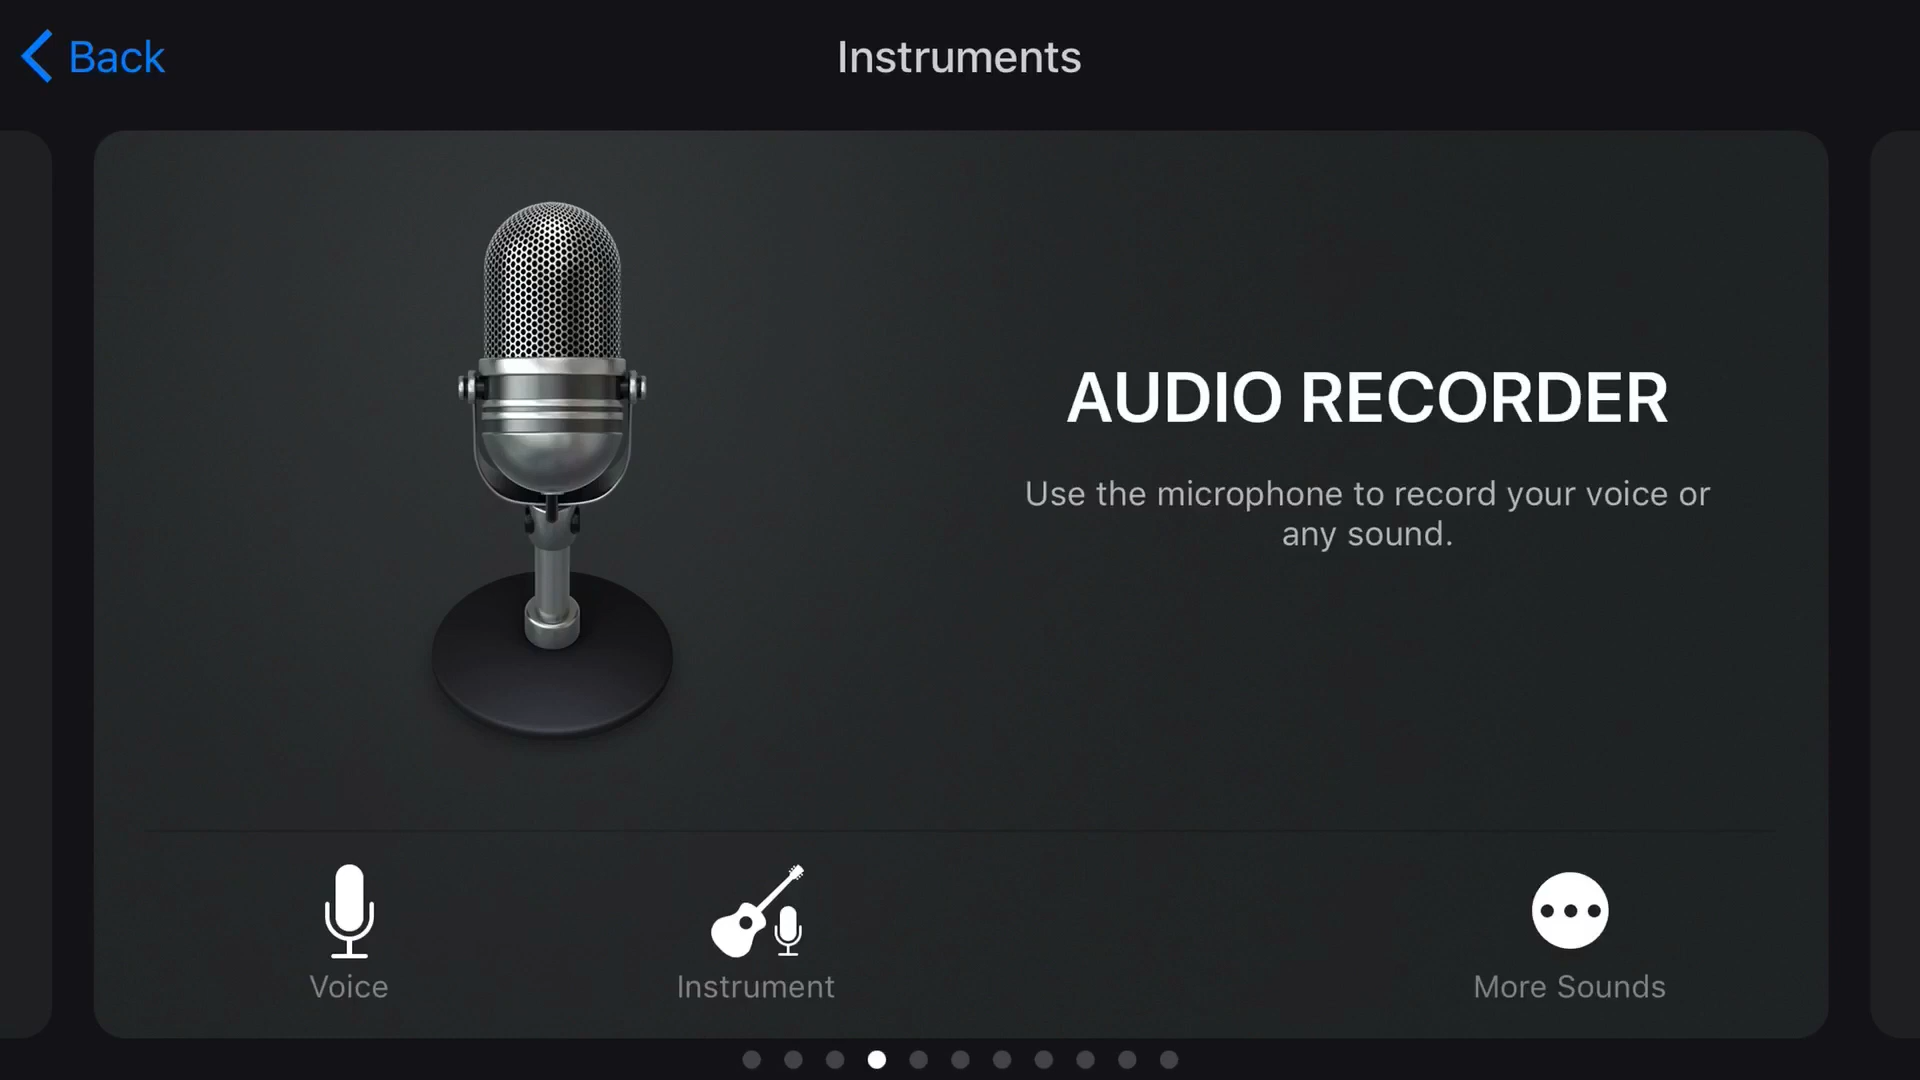 Back
Instruments
AUDIO RECORDER
Use the microphone to record your voice or
any sound.
Voice
Instrument
More Sounds